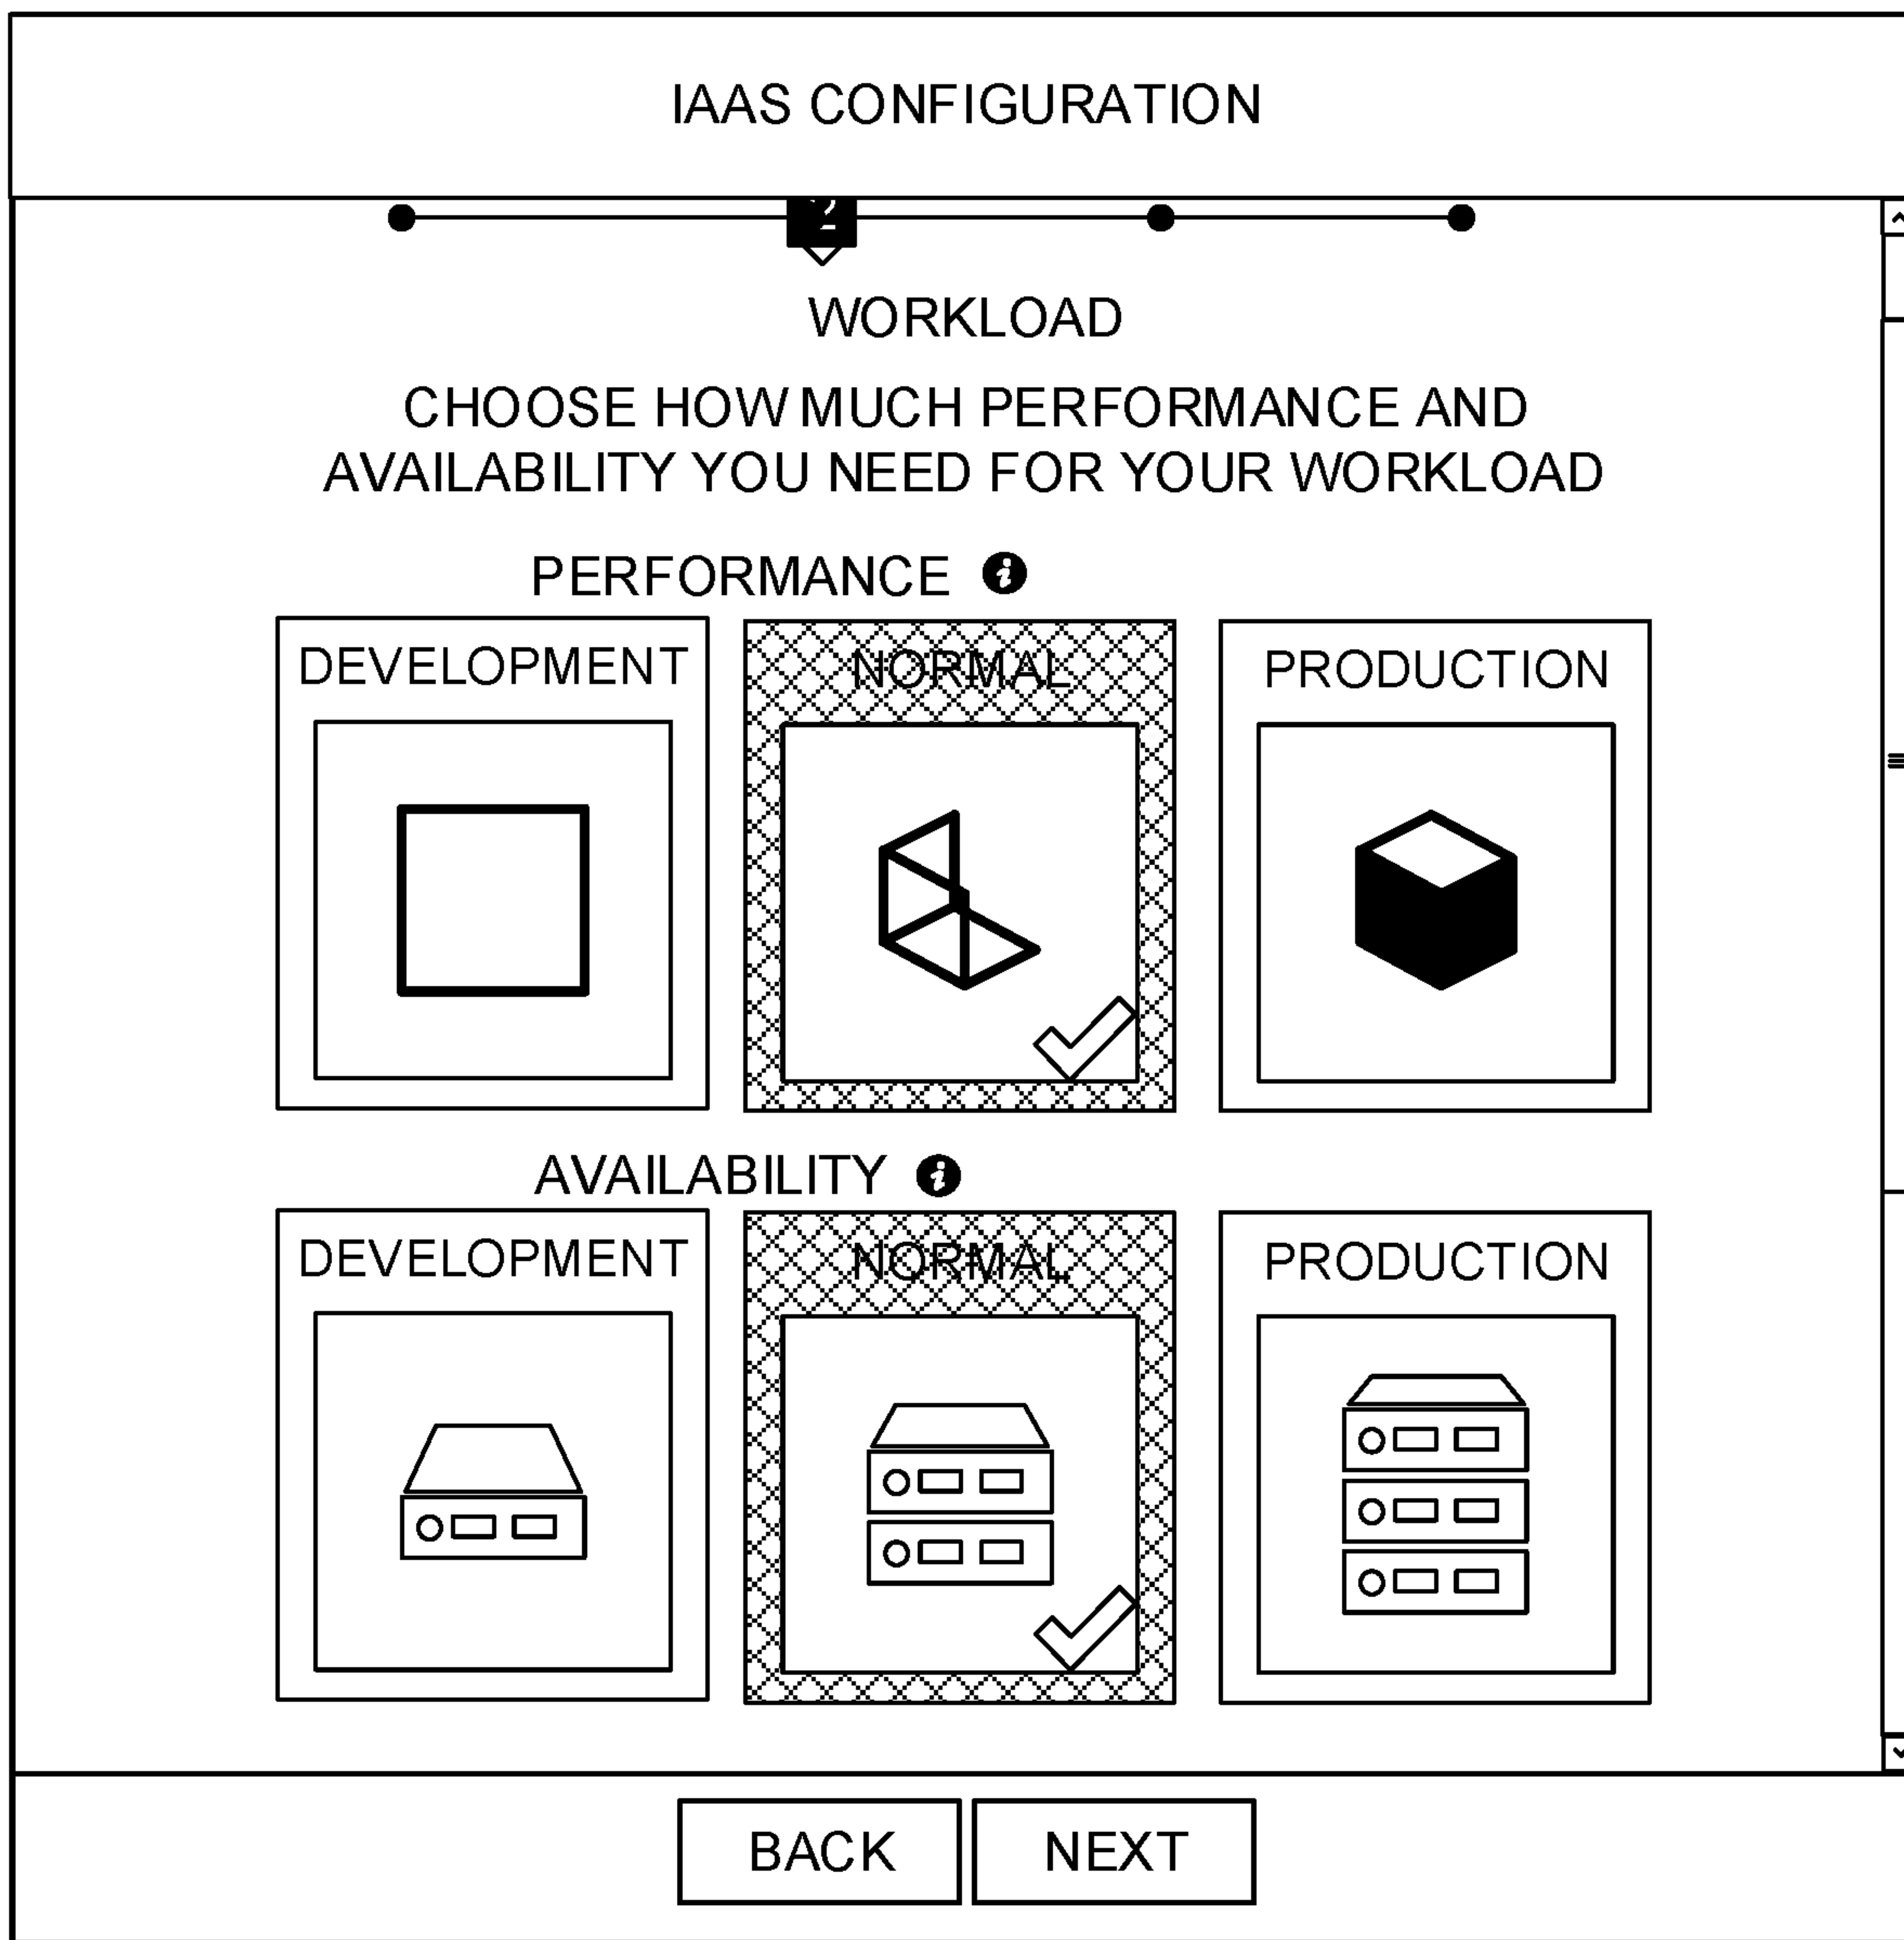 IAAS CONFIGURATION
2
WORKLOAD
CHOOSE HOW MUCH PERFORMANCE AND
AVAILABILITY YOU NEED FOR YOUR WORKLOAD
PERFORMANCE i
DEVELOPMENT NORMAL PRODUCTION
AVAILABILITY i
DEVELOPMENT NORMAL PRODUCTION
BACK NEXT